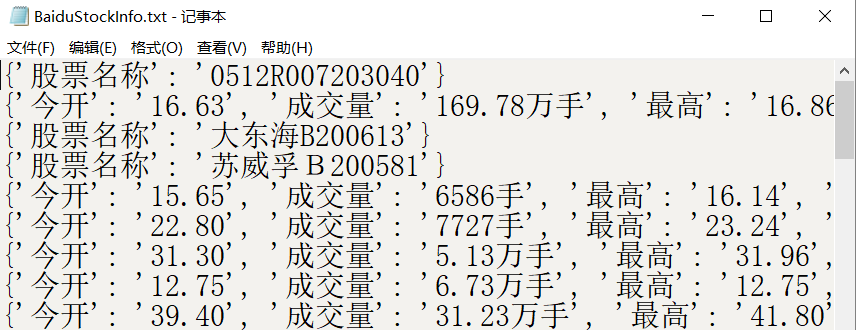 BaiduStockInfo.txt - 记事本
文件(F) 编辑(E) 格式(O) 查看(V) 帮助(H)
{'股票名称': '0512R007203040'}
{'今开': '16.63', '成交量': '169.78万手', '最高': '16.86
{'股票名称': '大东海B200613'}
{'股票名称': '苏威孚Ｂ200581'}
{'今开': '15.65', '成交量': '6586手', '最高': '16.14', '
{'今开': '22.80', '成交量': '7727手', '最高': '23.24', '
{'今开': '31.30', '成交量': '5.13万手', '最高': '31.96',
{'今开': '12.75', '成交量': '6.73万手', '最高': '12.75',
{'今开': '39.40', '成交量': '31.23万手', '最高': '41.80'